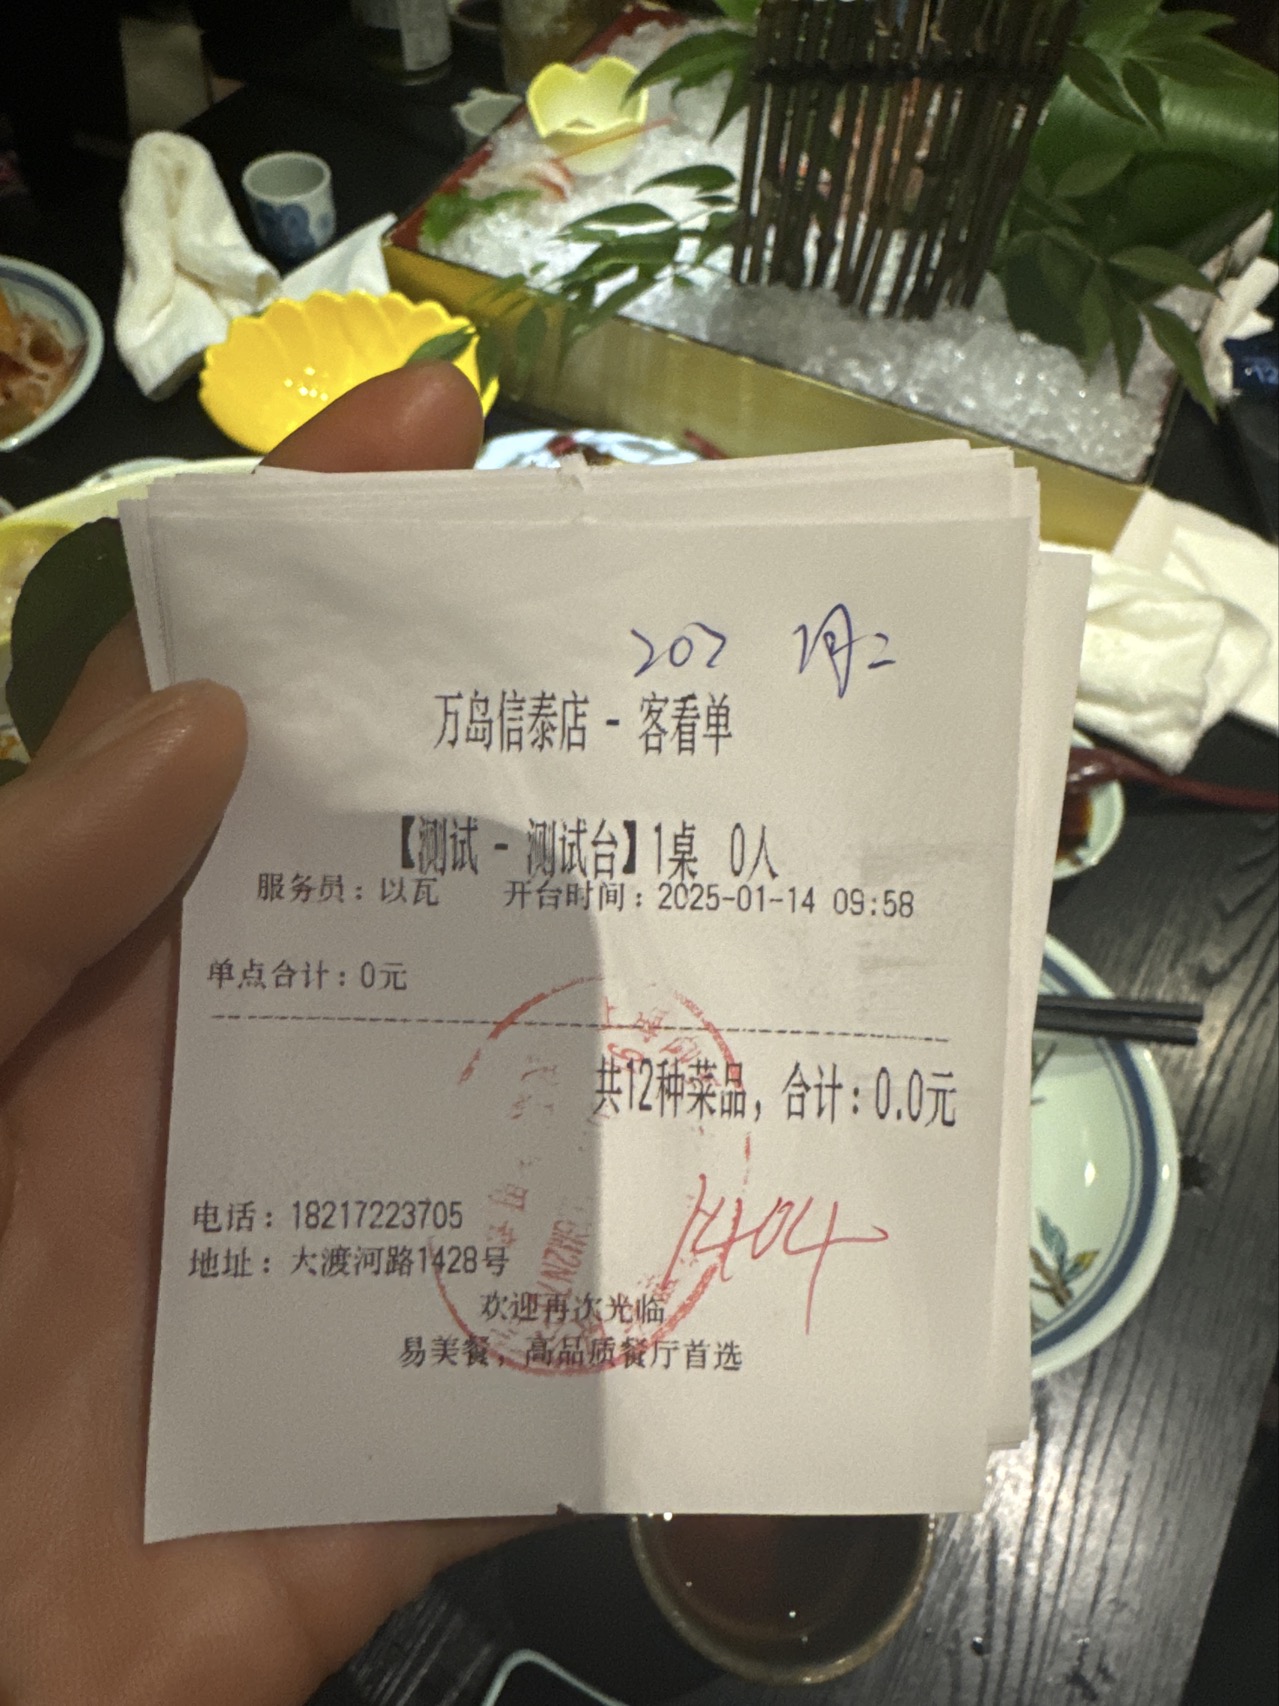 202
万岛信泰店 - 客看单
【测试 - 测试台】1桌 0人
服务员：以瓦 开台时间：2025-01-14 09:58
单点合计：0元
共12种菜品，合计：0.0元
1404
电话：18217223705
地址：大渡河路1428号
欢迎再次光临
易美餐，高品质餐厅首选